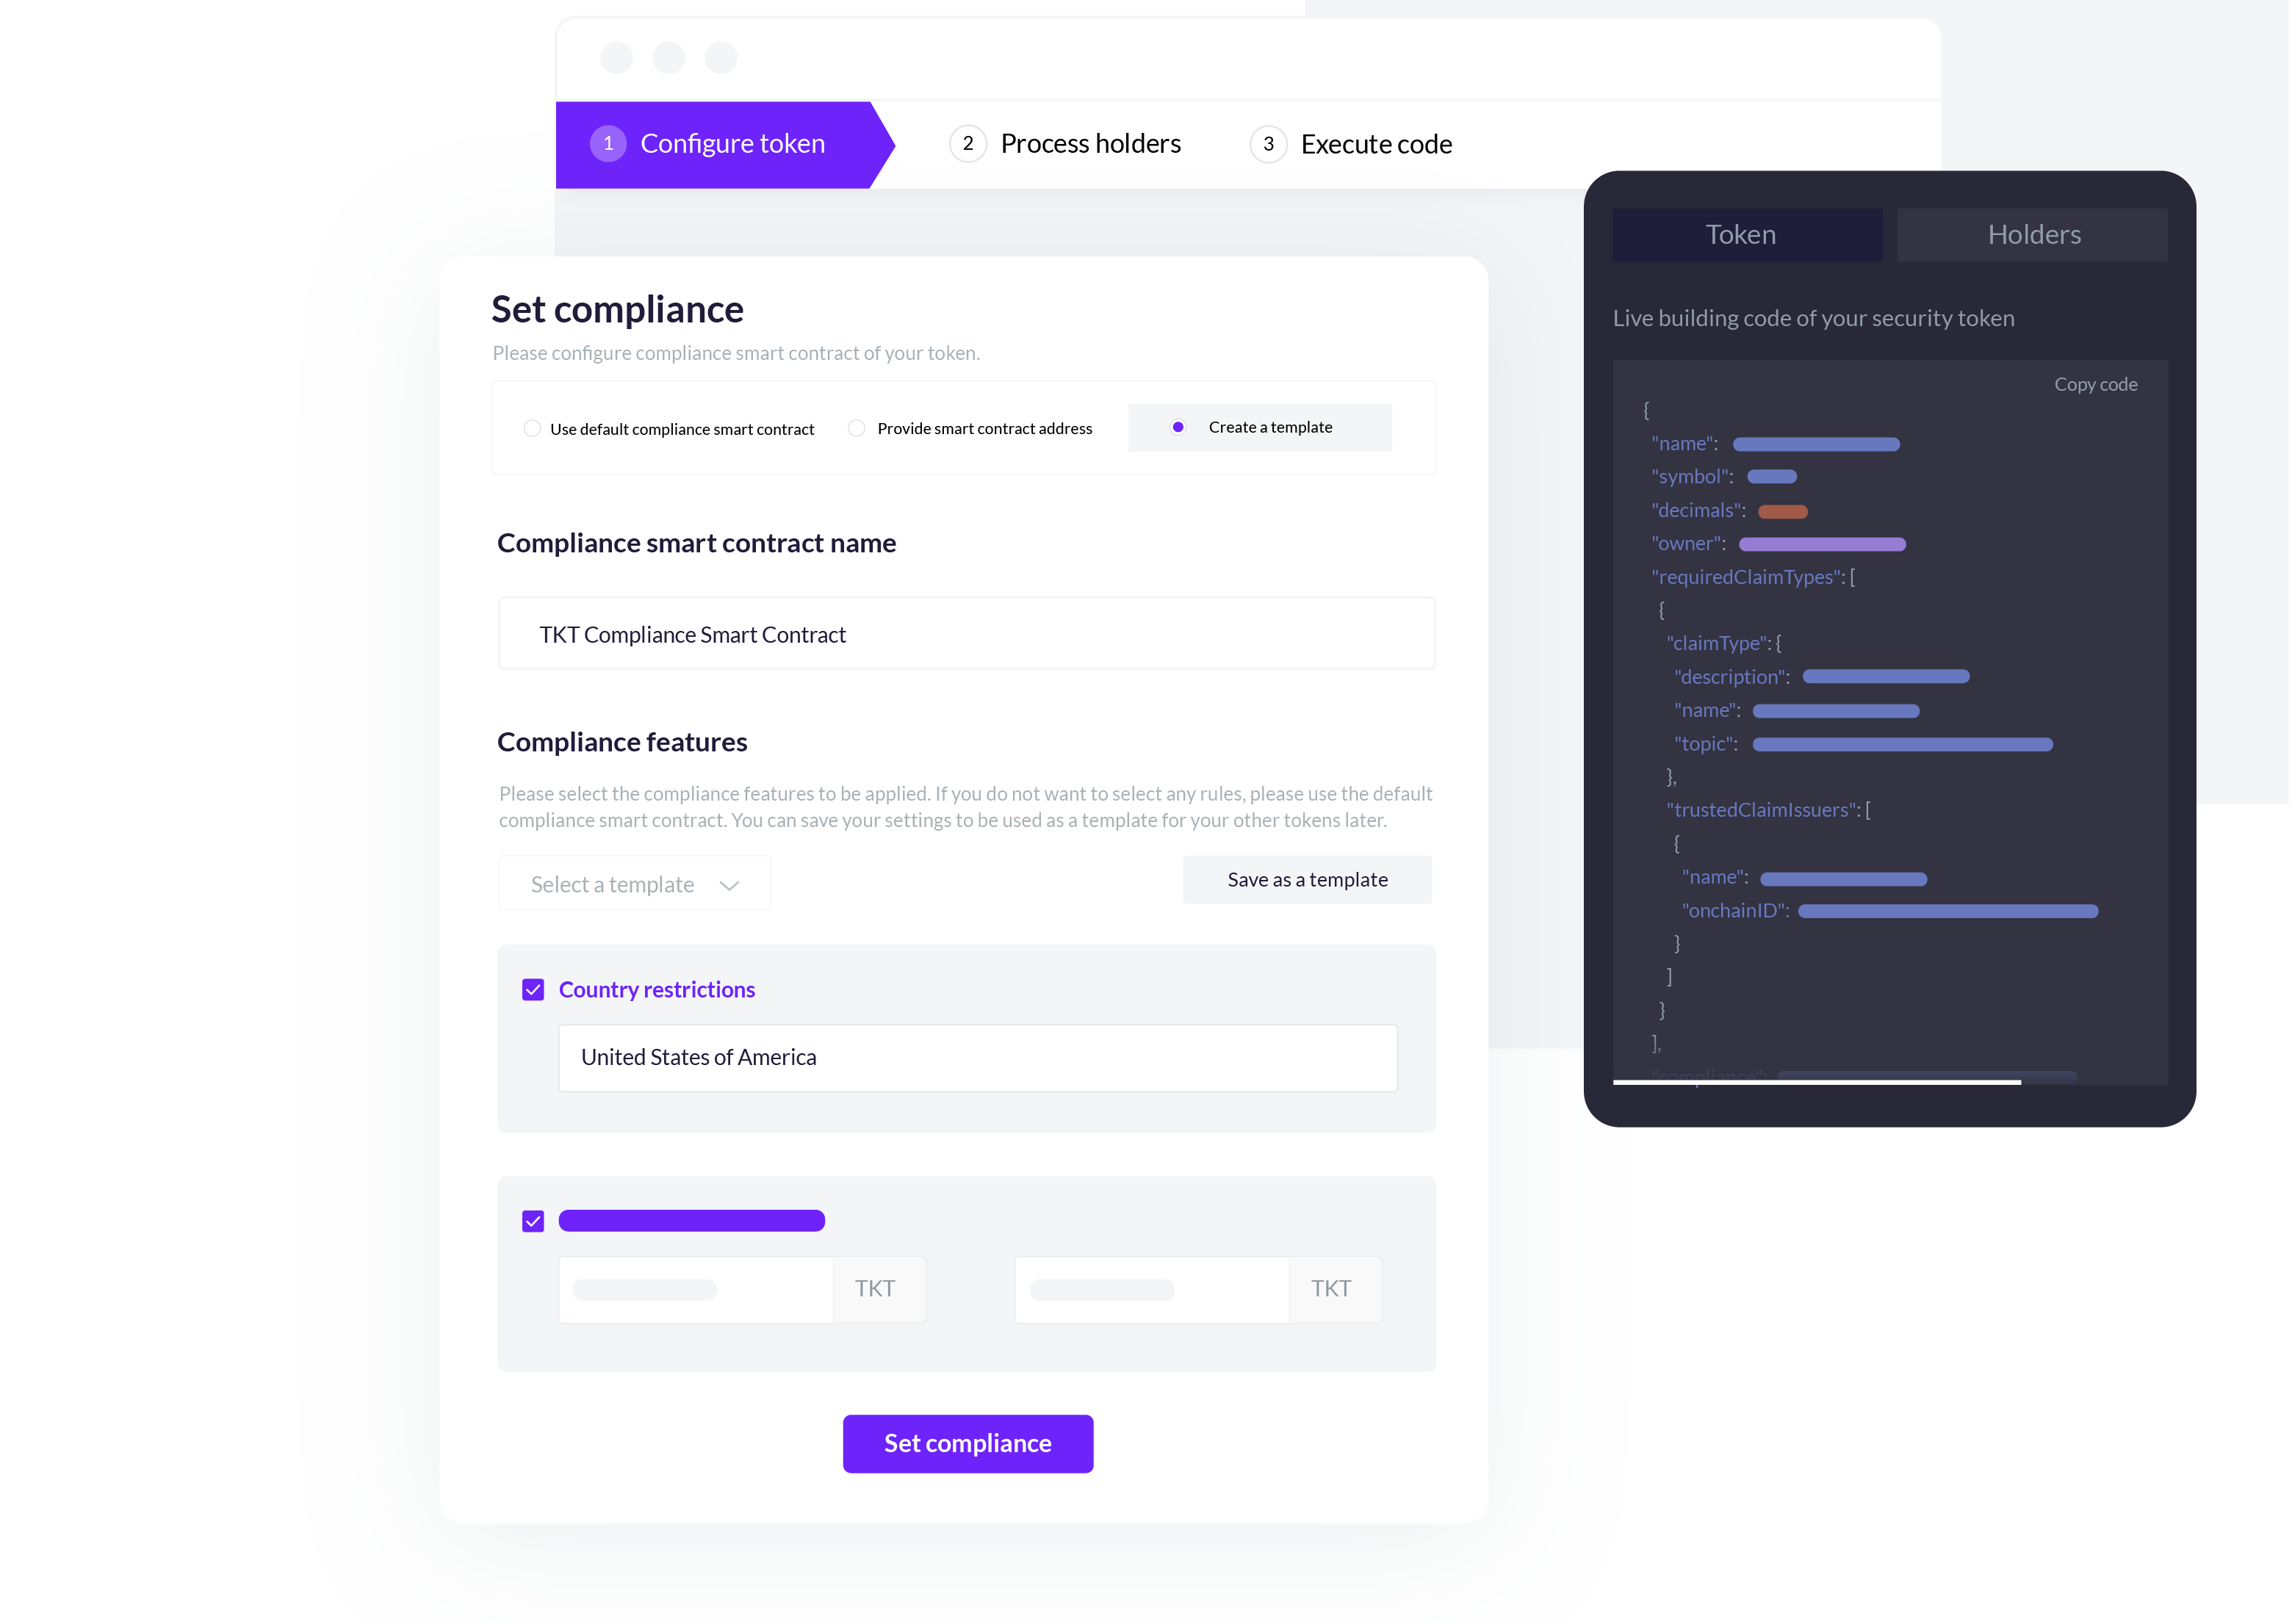 1 Configure token
2 Process holders
3 Execute code
Set compliance
Please configure compliance smart contract of your token.
Use default compliance smart contract
Provide smart contract address
Create a template
Compliance smart contract name
TKT Compliance Smart Contract
Compliance features
Please select the compliance features to be applied. If you do not want to select any rules, please use the default
compliance smart contract. You can save your settings to be used as a template for your other tokens later.
Select a template
Save as a template
Country restrictions
United States of America
TKT
TKT
Set compliance
Token
Holders
Live building code of your security token
Copy code
{
"name":
"symbol":
"decimals":
"owner":
"requiredClaimTypes": [
{
"claimType": {
"description":
"name":
"topic":
},
"trustedClaimIssuers": [
{
"name":
"onchainID":
}
]
}
],
"compliance":